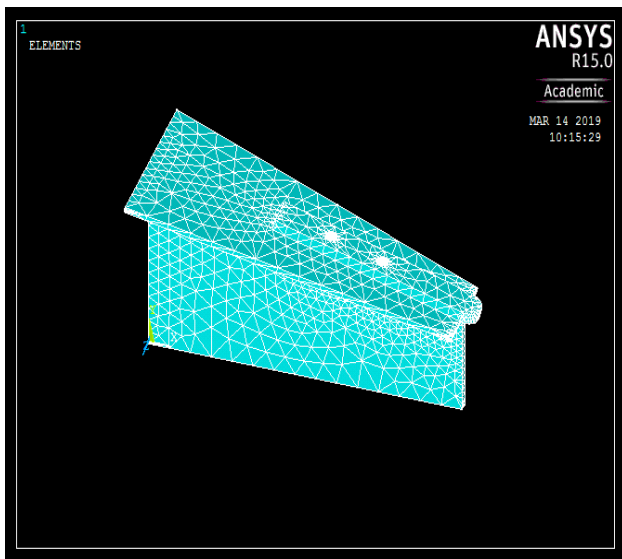 1
ELEMENTS
ANSYS
R15.0
Academic
MAR 14 2019
10:15:29
Z